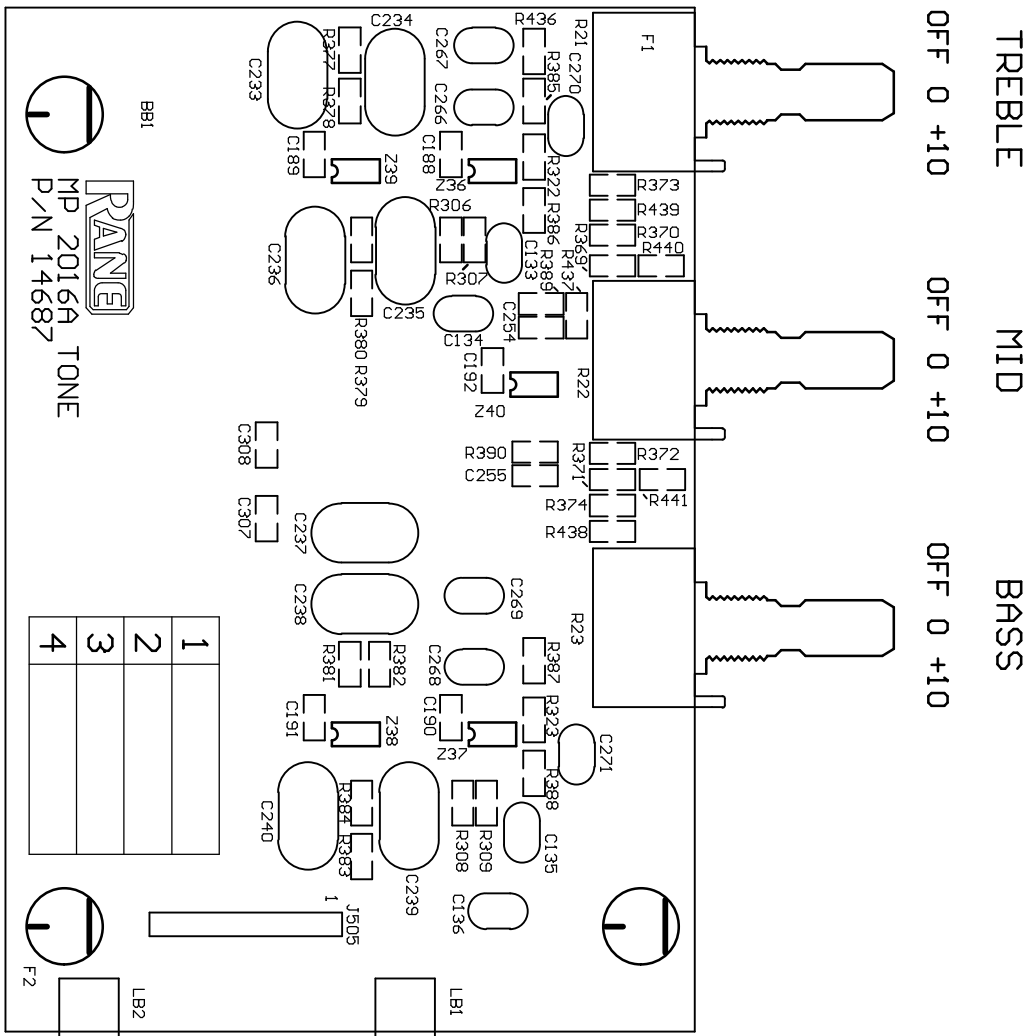 TREBLE
OFF 0 +10
MID
OFF 0 +10
BASS
OFF 0 +10
F1
R21
C270
R436
R385
C267
C266
C234
R377
R378
C233
C189
Z39
C188
Z36
R322
R386
R373
R439
R370
R369
R440
BB1
RANE
MP 2016A TONE
P/N 14687
R306
R307
C133
R389
R437
C236
C235
C134
C254
R380
R379
C192
Z40
R22
C308
C307
R390
C255
R371
R372
R441
R374
R438
C237
C238
C269
C268
R381
R382
R387
R323
R388
R23
C191
Z38
C190
Z37
C271
C240
R384
R383
C239
R308
R309
C135
C136
1
J505
1
2
3
4
F2
LB2
LB1